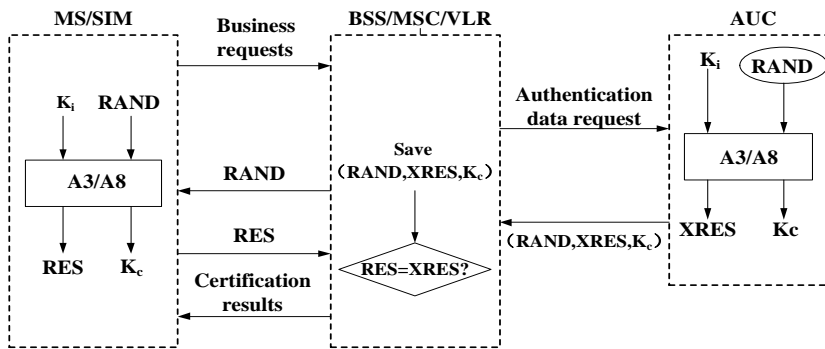 MS/SIM
BSS/MSC/VLR
AUC
Business
requests
Ki
RAND
A3/A8
RES
Kc
RAND
RES
Certification
results
Save
(RAND,XRES,Kc)
RES=XRES?
Authentication
data request
(RAND,XRES,Kc)
Ki
RAND
A3/A8
XRES
Kc